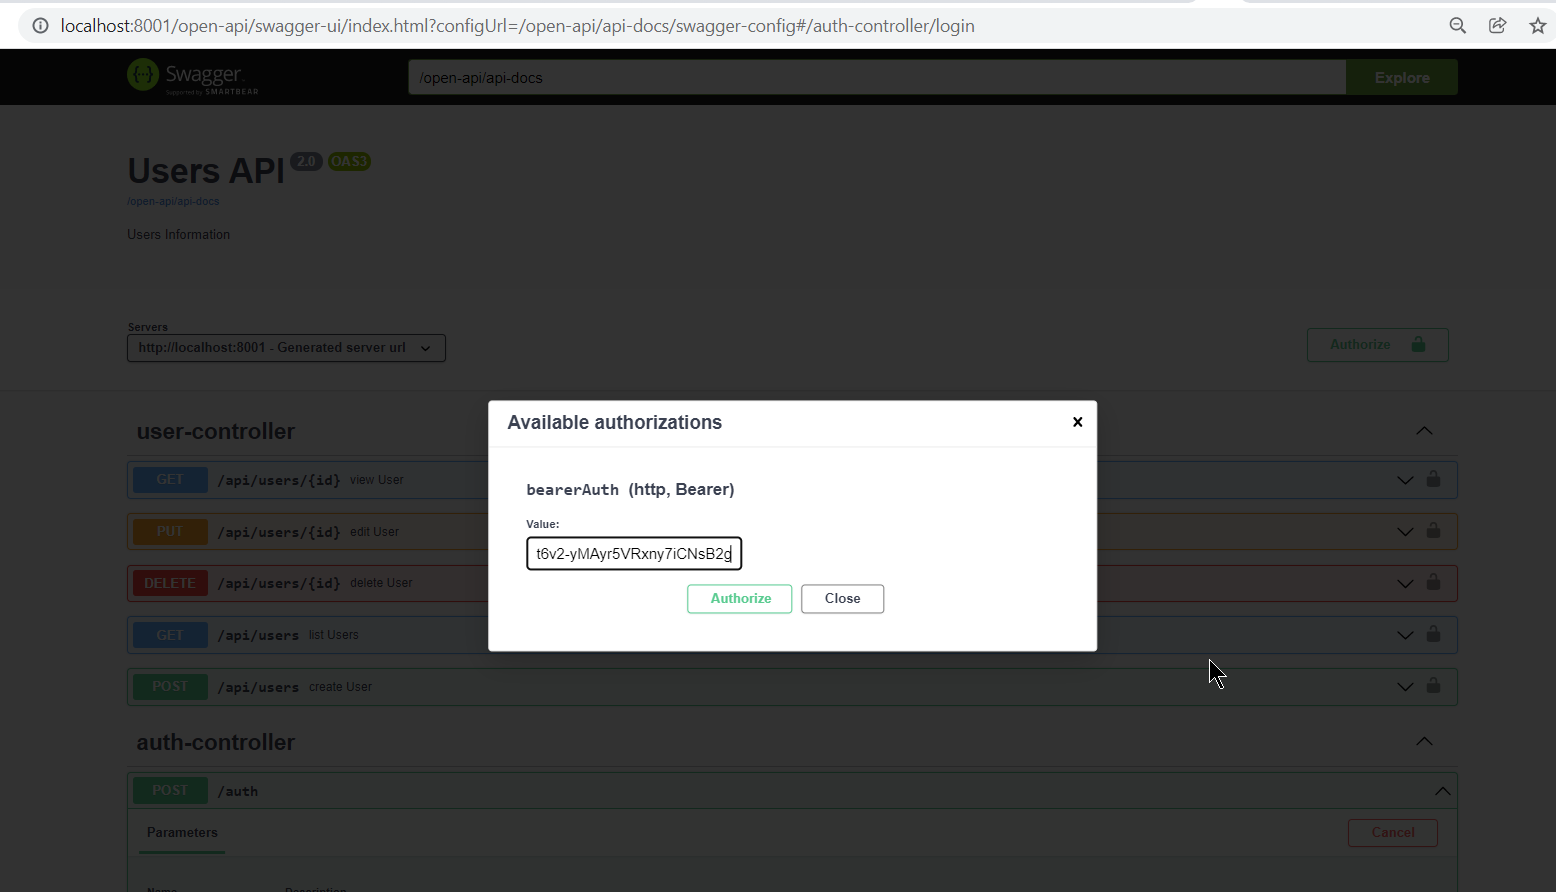 localhost:8001/open-api/swagger-ui/index.html?configUrl=/open-api/api-docs/swagger-config#/auth-controller/login
Swagger
Supported by SMARTBEAR
/open-api/api-docs
Explore
Users API 2.0 OAS3
/open-api/api-docs
Users Information
Servers
http://localhost:8001 - Generated server url
Authorize
user-controller
GET /api/users/{id} view User
PUT /api/users/{id} edit User
DELETE /api/users/{id} delete User
GET /api/users list Users
POST /api/users create User
Available authorizations
bearerAuth (http, Bearer)
Value:
t6v2-yMAyr5VRxny7iCNsB2g
Authorize Close
auth-controller
POST /auth
Parameters
Cancel
Name Description